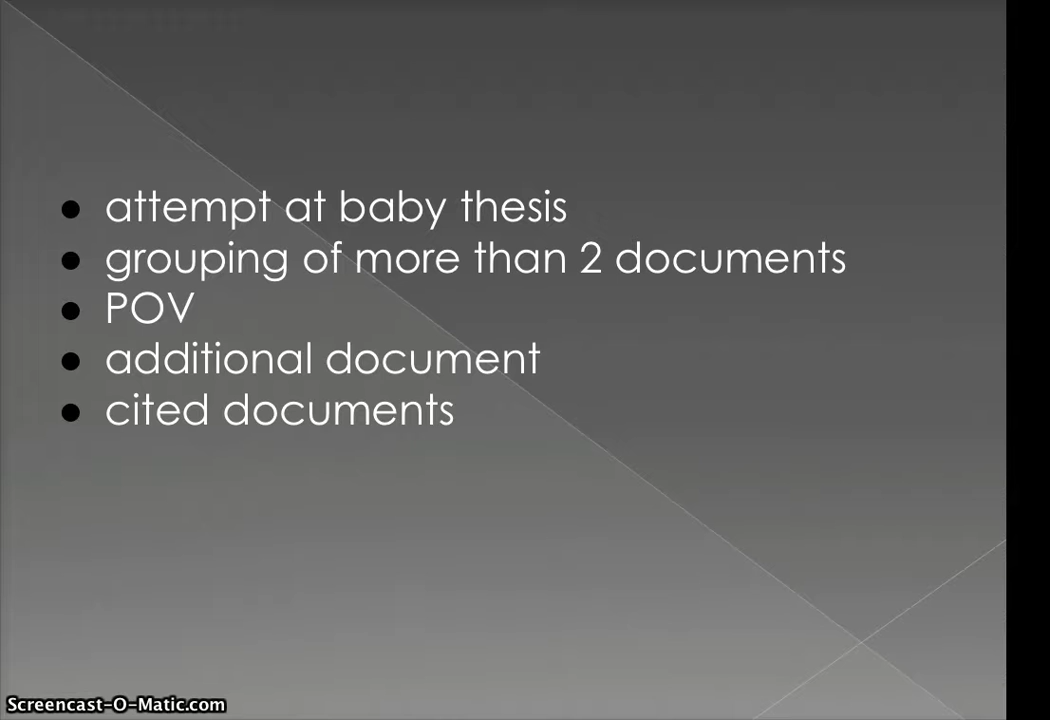 ● attempt at baby thesis
● grouping of more than 2 documents
● POV
● additional document
● cited documents
Screencast-O-Matic.com